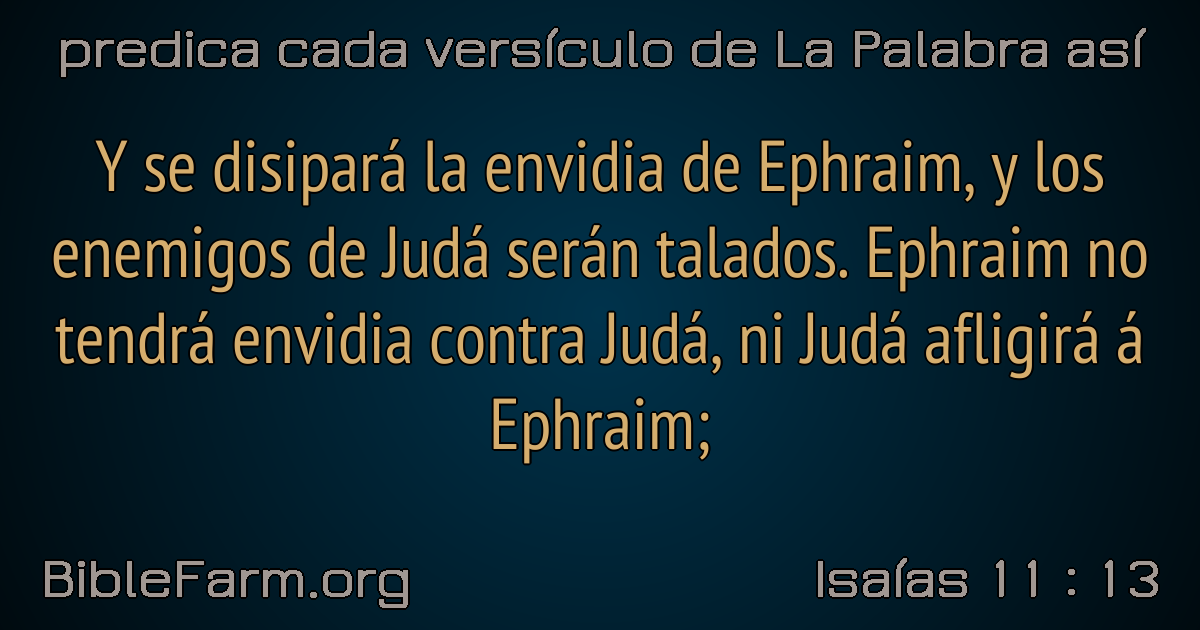 predica cada versículo de La Palabra así
Y se disipará la envidia de Ephraim, y los
enemigos de Judá serán talados. Ephraim no
tendrá envidia contra Judá, ni Judá afligirá á
Ephraim;
BibleFarm.org
Isaías 11 : 13